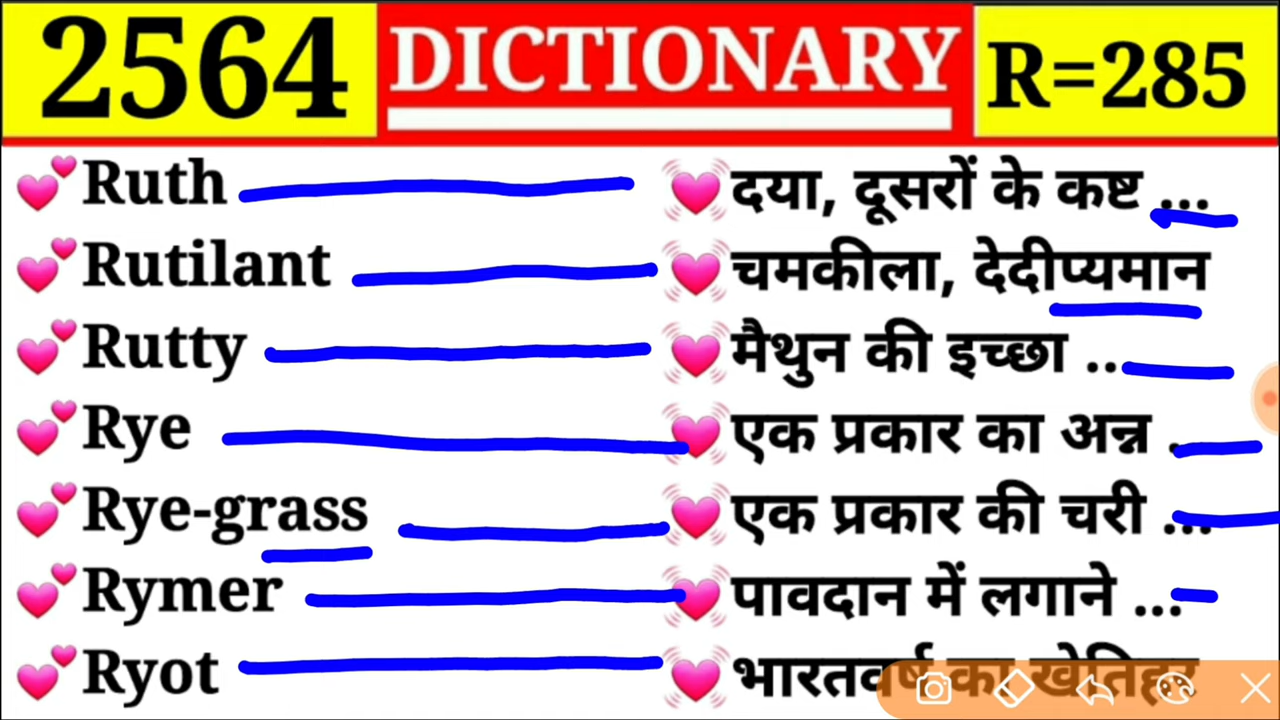 2564 DICTIONARY R=285
Ruth दया, दूसरों के कष्ट ...
Rutilant चमकीला, देदीप्यमान
Rutty मैथुन की इच्छा ..
Rye एक प्रकार का अन्न .
Rye-grass एक प्रकार की चरी ...
Rymer पावदान में लगाने ...
Ryot भारतवर्ष का खेतिहर